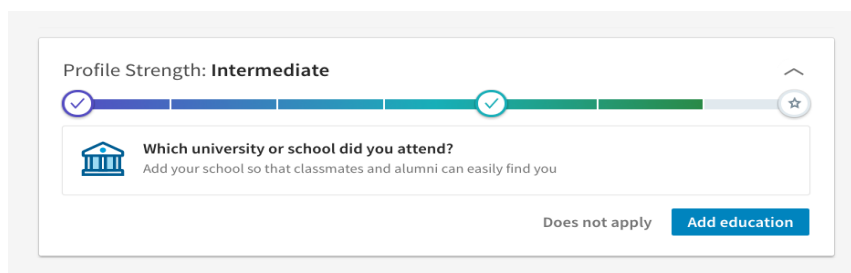 Profile Strength: Intermediate
Which university or school did you attend?
Add your school so that classmates and alumni can easily find you
Does not apply
Add education